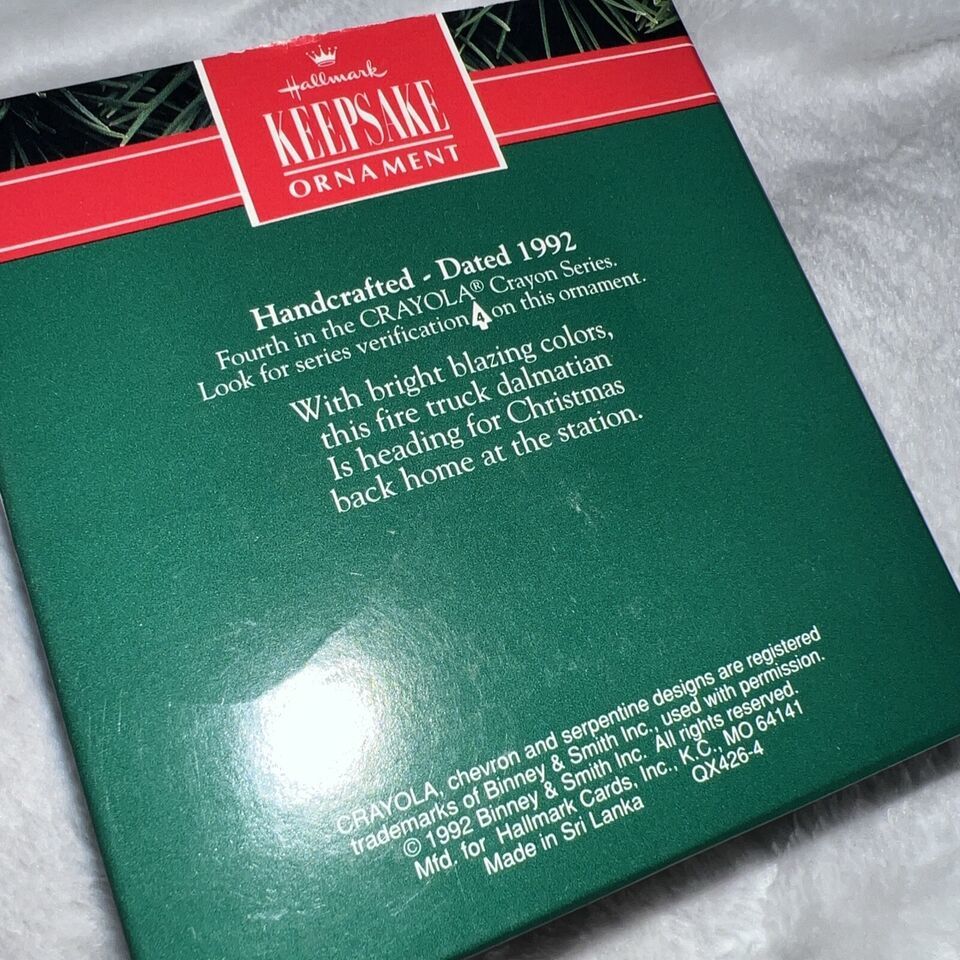 Hallmark
KEEPSAKE
ORNAMENT
Handcrafted - Dated 1992
Fourth in the CRAYOLA® Crayon Series.
Look for series verification 4 on this ornament.
With bright blazing colors,
this fire truck dalmatian
Is heading for Christmas
back home at the station.
CRAYOLA, chevron and serpentine designs are registered
trademarks of Binney & Smith Inc., used with permission.
© 1992 Binney & Smith Inc. All rights reserved.
Mfd. for Hallmark Cards, Inc., K.C., MO 64141
Made in Sri Lanka QX426-4